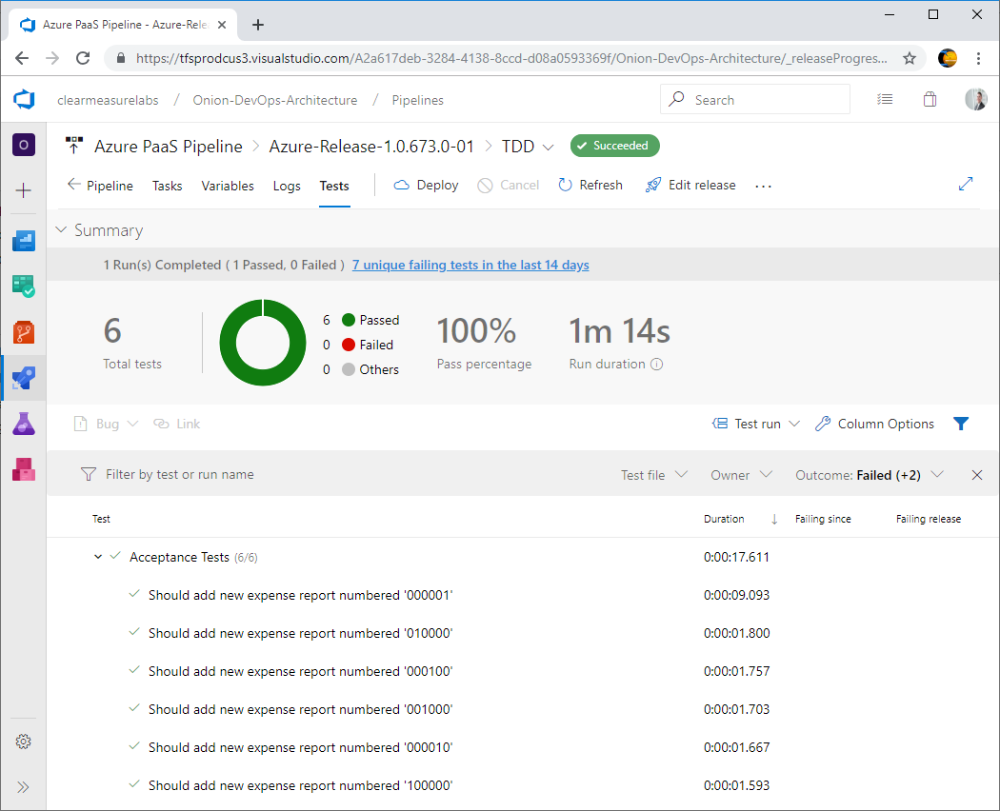 Azure PaaS Pipeline - Azure-Rele
https://tfsprodcus3.visualstudio.com/A2a617deb-3284-4138-8ccd-d08a0593369f/Onion-DevOps-Architecture/_releaseProgres...
clearmeasurelabs / Onion-DevOps-Architecture / Pipelines
Search
O
Azure PaaS Pipeline > Azure-Release-1.0.673.0-01 > TDD
Succeeded
Pipeline Tasks Variables Logs Tests Deploy Cancel Refresh Edit release ...
Summary
1 Run(s) Completed ( 1 Passed, 0 Failed ) 7 unique failing tests in the last 14 days
6
Total tests
6 Passed
0 Failed
0 Others
100%
Pass percentage
1m 14s
Run duration
Bug Link Test run Column Options
Filter by test or run name Test file Owner Outcome: Failed (+2)
Test Duration Failing since Failing release
Acceptance Tests (6/6) 0:00:17.611
Should add new expense report numbered '000001' 0:00:09.093
Should add new expense report numbered '010000' 0:00:01.800
Should add new expense report numbered '000100' 0:00:01.757
Should add new expense report numbered '001000' 0:00:01.703
Should add new expense report numbered '000010' 0:00:01.667
Should add new expense report numbered '100000' 0:00:01.593